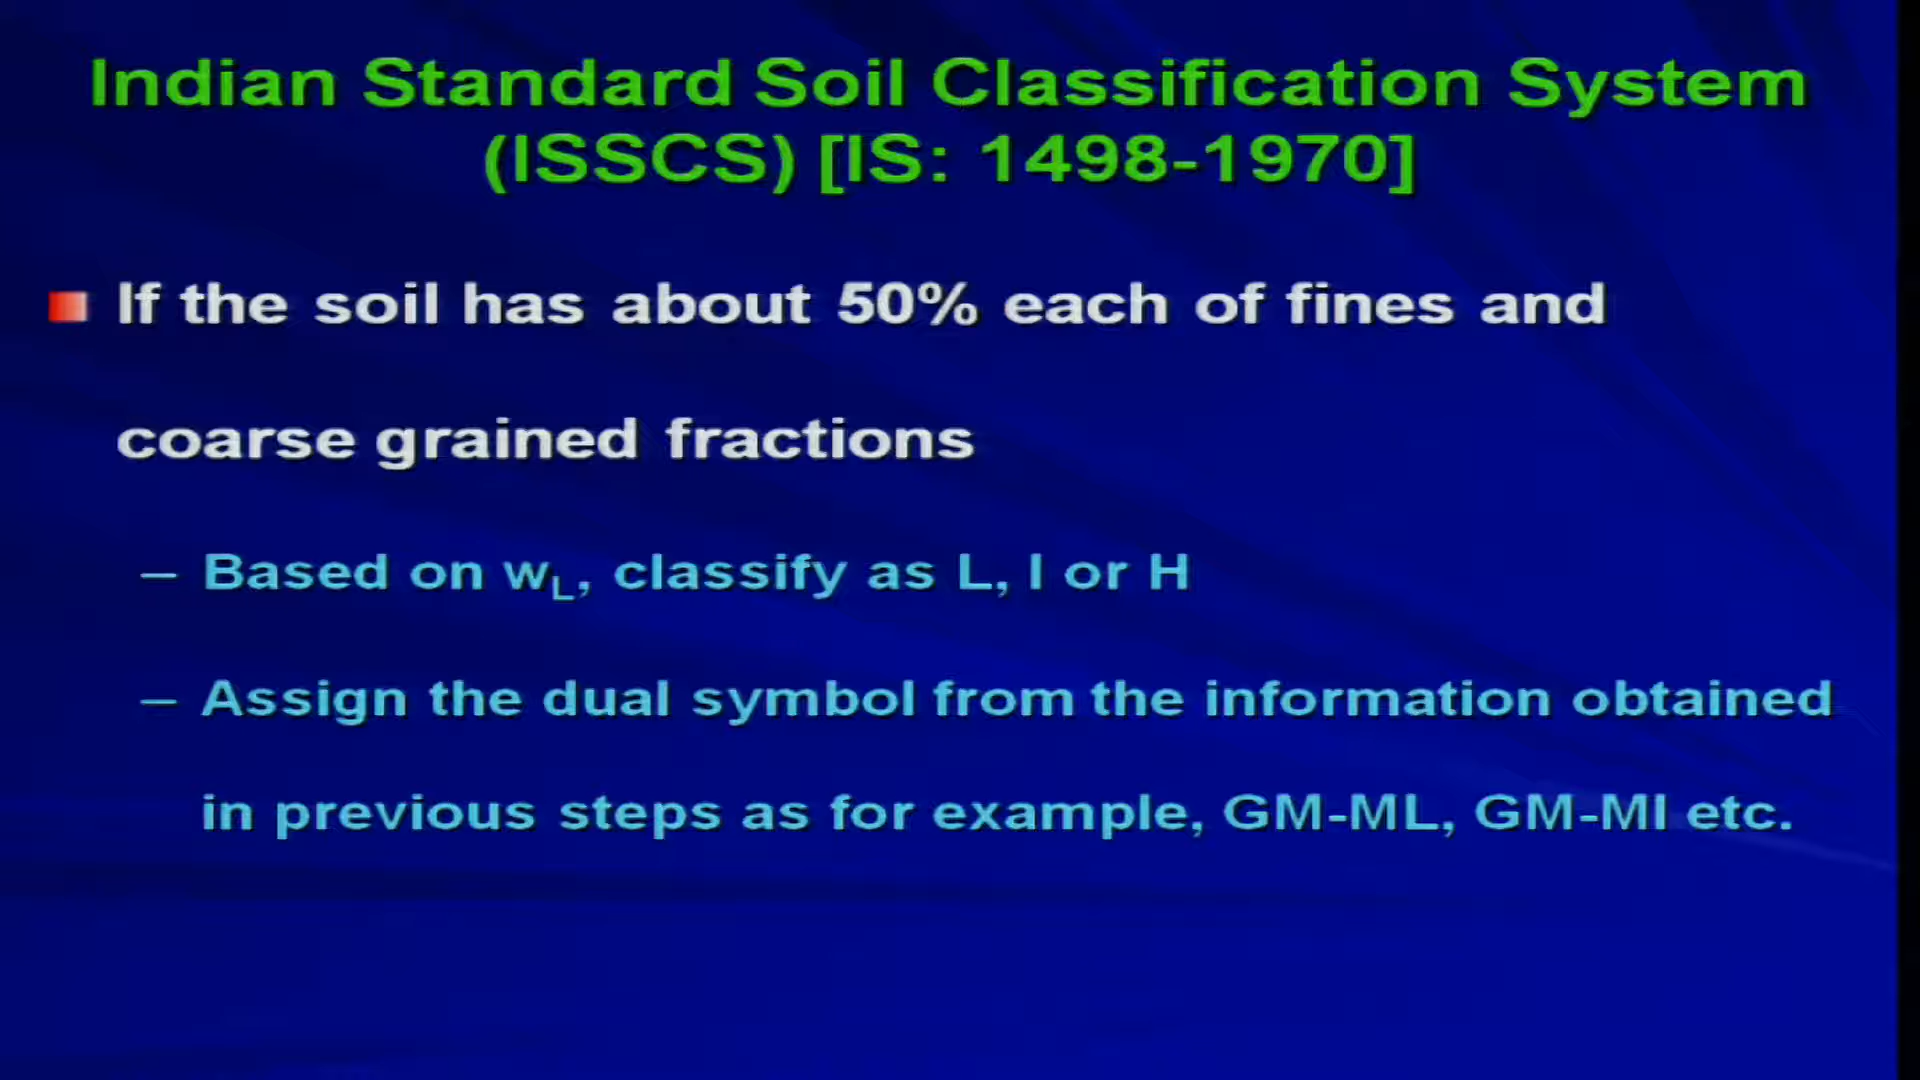 Indian Standard Soil Classification System
(ISSCS) [IS: 1498-1970]
If the soil has about 50% each of fines and
coarse grained fractions
– Based on wL, classify as L, I or H
– Assign the dual symbol from the information obtained
in previous steps as for example, GM-ML, GM-MI etc.